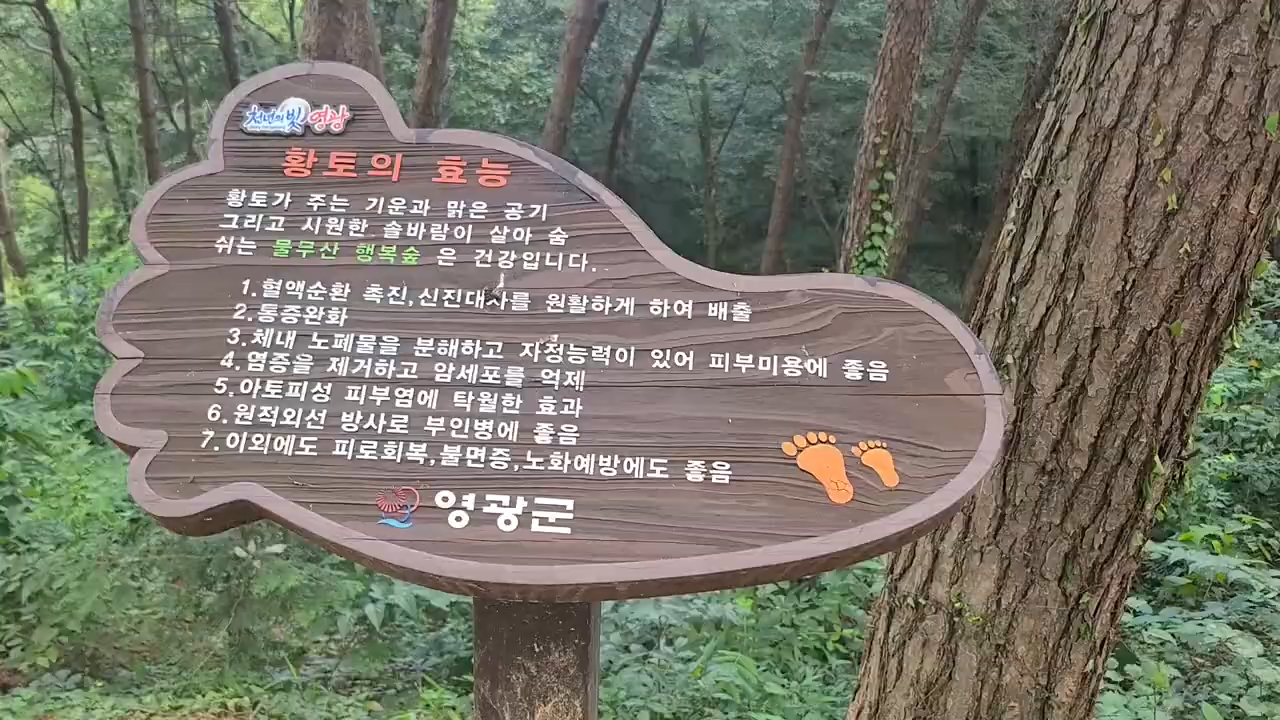 천년의 빛 영광
황토의 효능
황토가 주는 기운과 맑은 공기
그리고 시원한 솔바람이 살아 숨
쉬는 물무산 행복숲 은 건강입니다.
1.혈액순환 촉진,신진대사를 원활하게 하여 배출
2.통증완화
3.체내 노폐물을 분해하고 자정능력이 있어 피부미용에 좋음
4.염증을 제거하고 암세포를 억제
5.아토피성 피부염에 탁월한 효과
6.원적외선 방사로 부인병에 좋음
7.이외에도 피로회복,불면증,노화예방에도 좋음
영광군